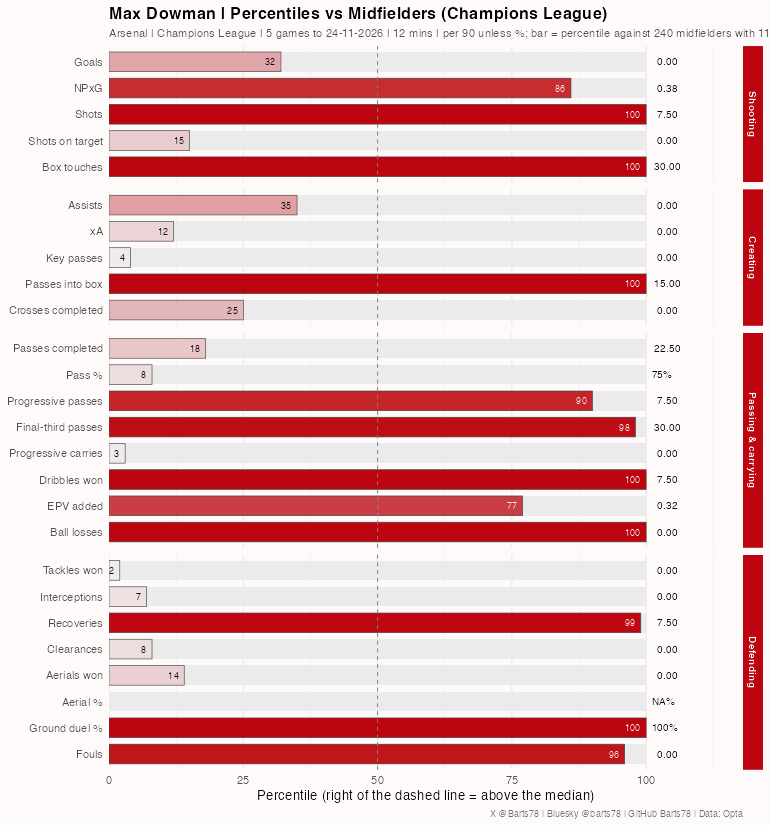 Max Dowman | Percentiles vs Midfielders (Champions League)
Arsenal | Champions League | 5 games to 24-11-2026 | 12 mins | per 90 unless %; bar = percentile against 240 midfielders with 11
Goals 32 0.00
NPxG 86 0.38
Shots 100 7.50
Shots on target 15 0.00
Box touches 100 30.00
Shooting
Assists 35 0.00
xA 12 0.00
Key passes 4 0.00
Passes into box 100 15.00
Crosses completed 25 0.00
Creating
Passes completed 18 22.50
Pass % 8 75%
Progressive passes 90 7.50
Final-third passes 98 30.00
Progressive carries 3 0.00
Dribbles won 100 7.50
EPV added 77 0.32
Ball losses 100 0.00
Passing & carrying
Tackles won 2 0.00
Interceptions 7 0.00
Recoveries 99 7.50
Clearances 8 0.00
Aerials won 14 0.00
Aerial % NA%
Ground duel % 100 100%
Fouls 96 0.00
Defending
0 25 50 75 100
Percentile (right of the dashed line = above the median)
X @Barts78 | Bluesky @barts78 | GitHub Barts78 | Data: Opta